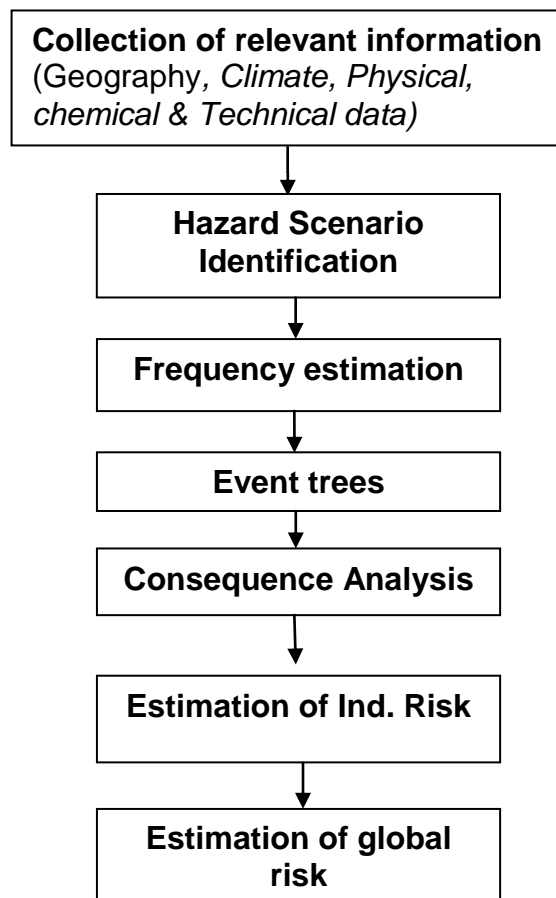 Collection of relevant information
(Geography, Climate, Physical,
chemical & Technical data)
Hazard Scenario
Identification
Frequency estimation
Event trees
Consequence Analysis
Estimation of Ind. Risk
Estimation of global
risk